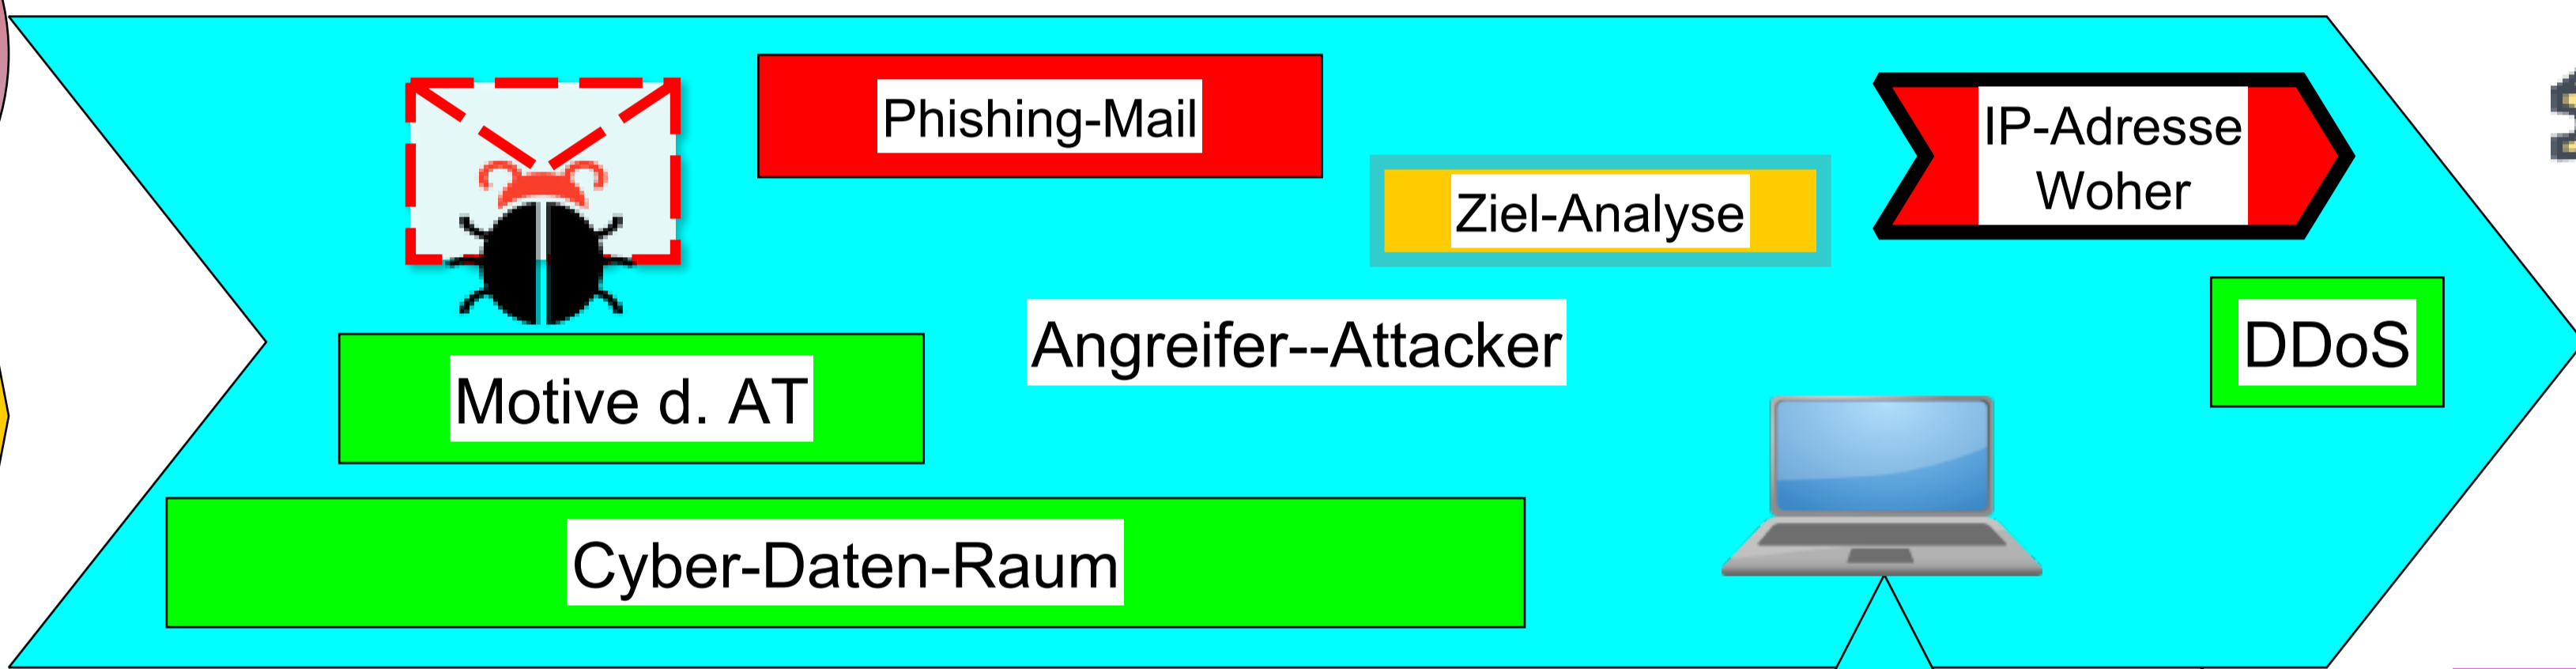 Phishing-Mail
IP-Adresse
Woher
Ziel-Analyse
Angreifer--Attacker
DDoS
Motive d. AT
Cyber-Daten-Raum